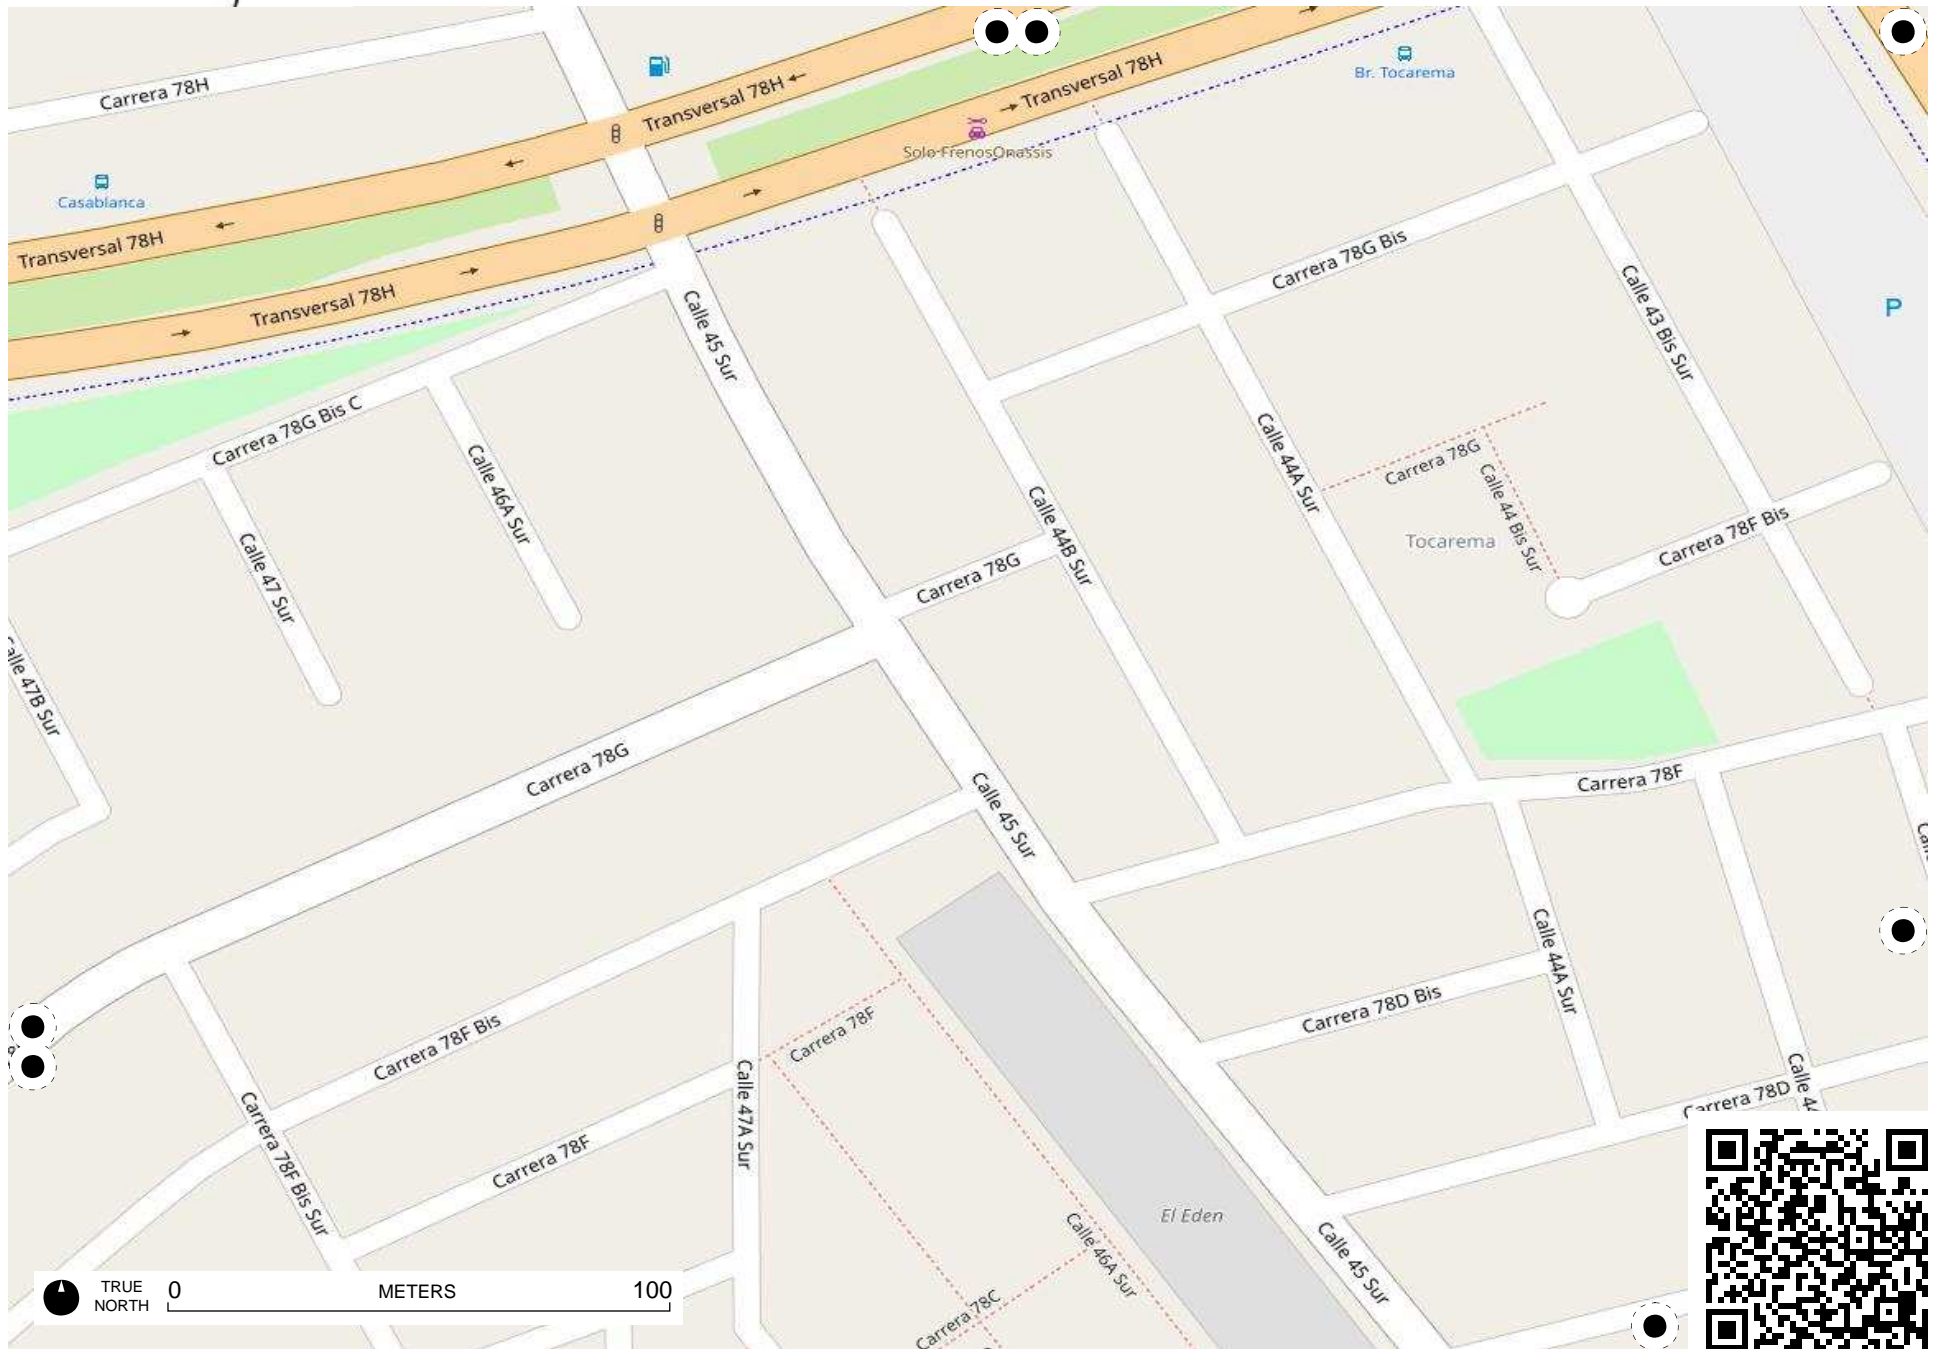 Carrera 78H
Transversal 78H
Transversal 78H
Br. Tocarema
Solo FrenosOnassis
Casablanca
Transversal 78H
Transversal 78H
Carrera 78G Bis
Calle 43 Bis Sur
P
Calle 45 Sur
Carrera 78G Bis C
Calle 46A Sur
Calle 44A Sur
Carrera 78G
Calle 44 Bis Sur
Calle 44B Sur
Tocarema
Carrera 78F Bis
Calle 47 Sur
Carrera 78G
Calle 47B Sur
Carrera 78G
Calle 45 Sur
Carrera 78F
Calle 44A Sur
Carrera 78D Bis
Carrera 78F Bis
Carrera 78F
Calle 47A Sur
Carrera 78D
Calle 44
Carrera 78F Bis Sur
Carrera 78F
El Eden
Calle 46A Sur
Calle 45 Sur
Carrera 78C
TRUE
NORTH
0 METERS 100